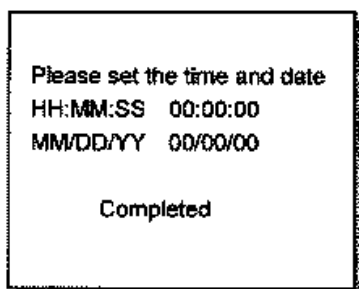 Please set the time and date
HH:MM:SS 00:00:00
MM/DD/YY 00/00/00
Completed